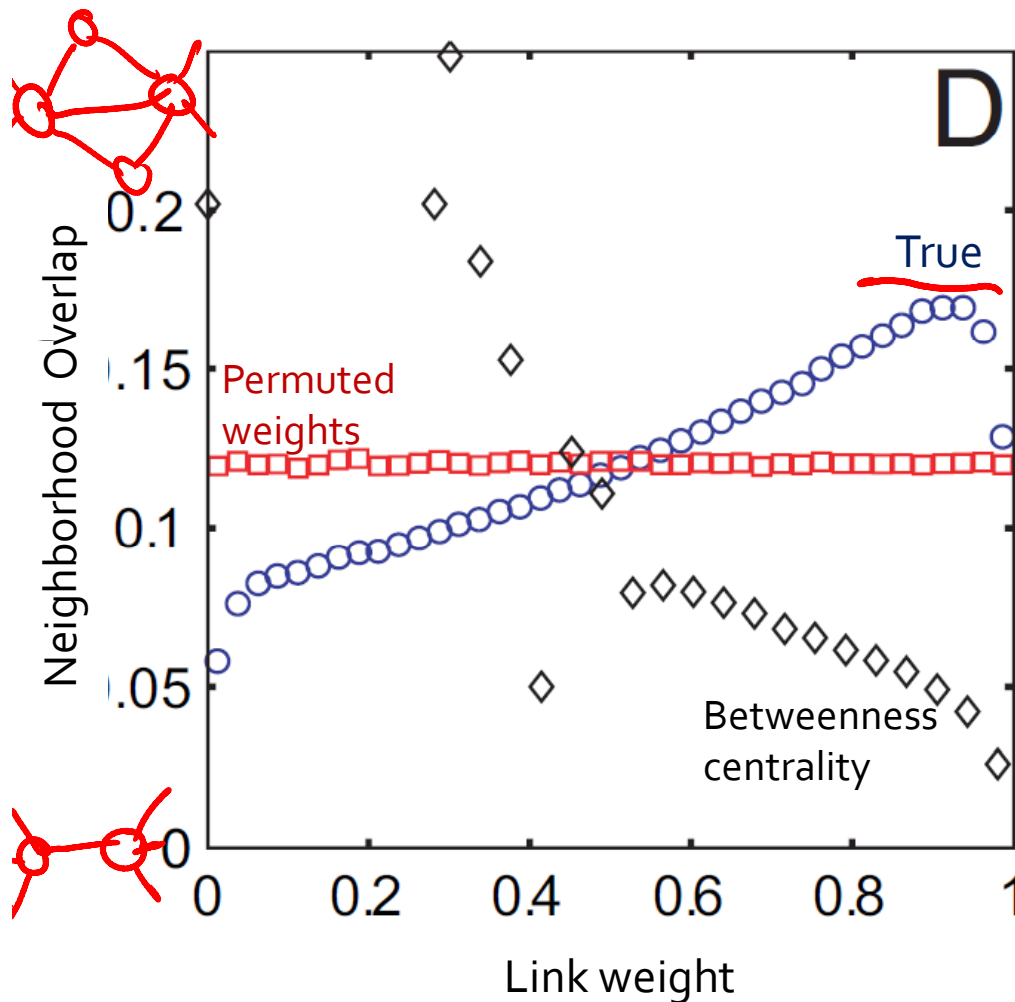 D
0.2
True
.15
Permuted
weights
0.1
.05
Betweenness
centrality
0
0
0.2
0.4
0.6
0.8
1
Neighborhood Overlap
Link weight